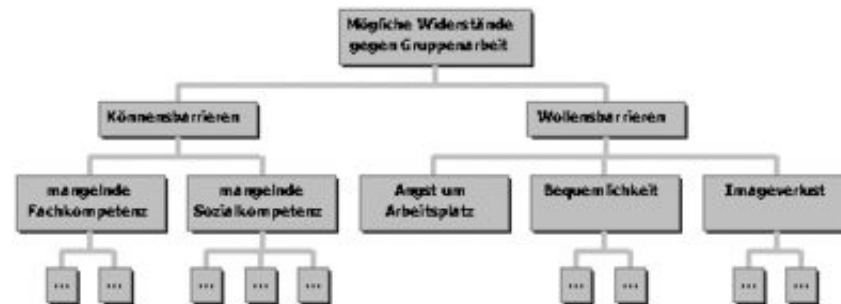 Mögliche Widerstände
gegen Gruppenarbeit
Könnensbarrieren
Wollensbarrieren
mangelnde
Fachkompetenz
mangelnde
Sozialkompetenz
Angst um
Arbeitsplatz
Bequemlichkeit
Imageverlust
... ... ... ... ... ... ... ... ...